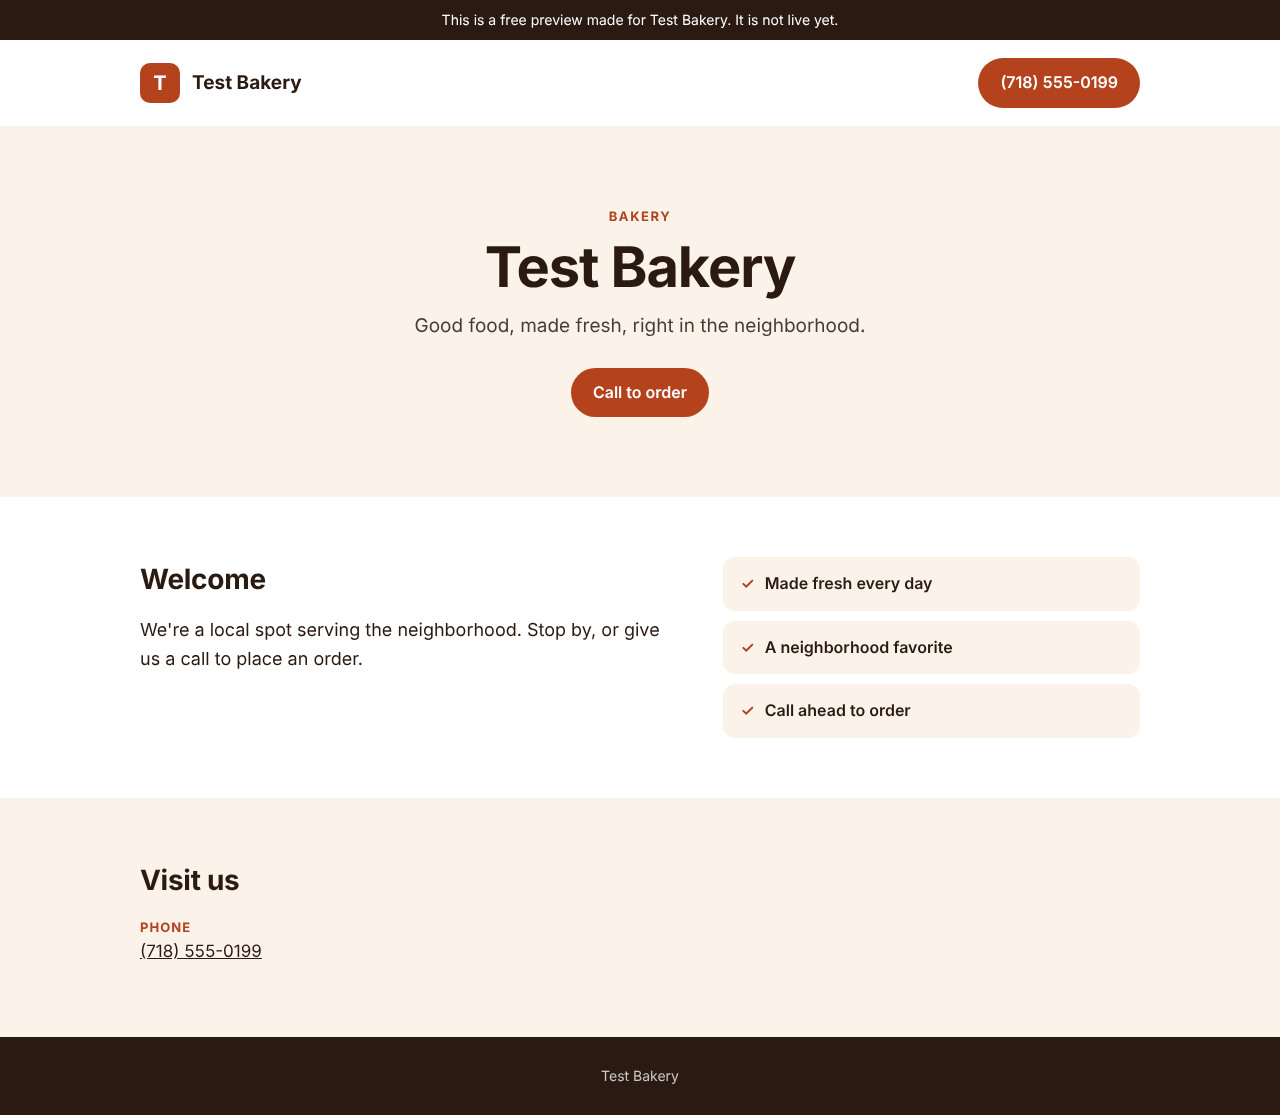 This is a free preview made for Test Bakery. It is not live yet.
T
Test Bakery
(718) 555-0199
BAKERY
Test Bakery
Good food, made fresh, right in the neighborhood.
Call to order
Welcome
We're a local spot serving the neighborhood. Stop by, or give
us a call to place an order.
✓ Made fresh every day
✓ A neighborhood favorite
✓ Call ahead to order
Visit us
PHONE
(718) 555-0199
Test Bakery